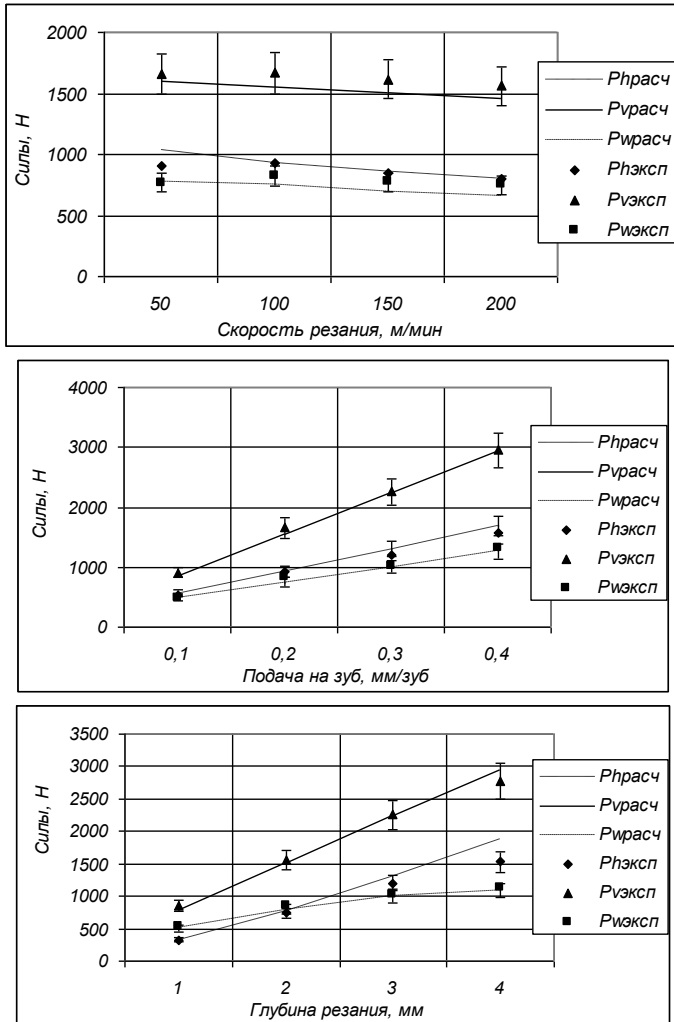 2000
1500
1000
500
0
Силы, Н
50 100 150 200
Скорость резания, м/мин
Phрасч
Pvрасч
Pwрасч
Phэксп
Pvэксп
Pwэксп
4000
3000
2000
1000
0
Силы, Н
0,1 0,2 0,3 0,4
Подача на зуб, мм/зуб
Phрасч
Pvрасч
Pwрасч
Phэксп
Pvэксп
Pwэксп
3500
3000
2500
2000
1500
1000
500
0
Силы, Н
1 2 3 4
Глубина резания, мм
Phрасч
Pvрасч
Pwрасч
Phэксп
Pvэксп
Pwэксп